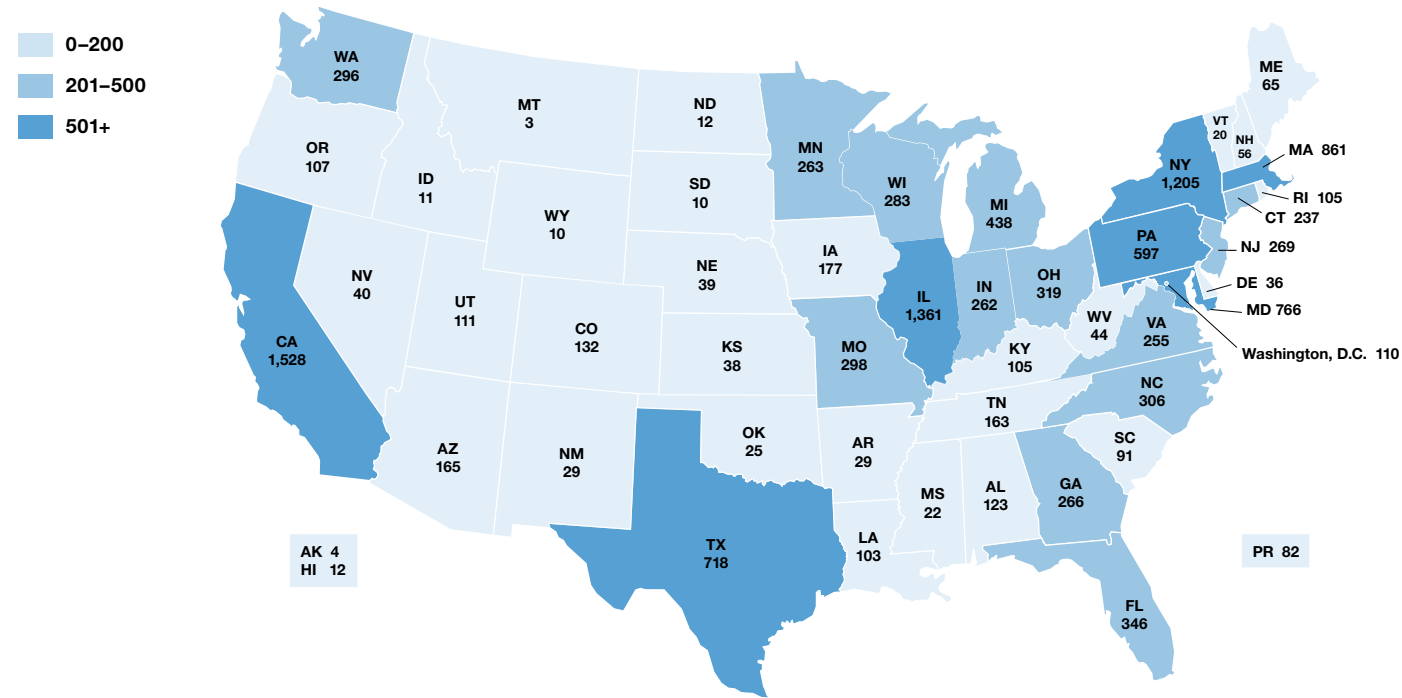 0–200
201–500
501+
WA
296
OR
107
CA
1,528
ID
11
NV
40
MT
3
WY
10
UT
111
AZ
165
CO
132
NM
29
ND
12
SD
10
NE
39
KS
38
OK
25
TX
718
MN
263
IA
177
MO
298
AR
29
LA
103
WI
283
IL
1,361
MI
438
IN
262
OH
319
KY
105
TN
163
MS
22
AL
123
GA
266
FL
346
SC
91
NC
306
VA
255
WV
44
PA
597
NY
1,205
VT
20
NH
56
ME
65
MA 861
RI 105
CT 237
NJ 269
DE 36
MD 766
Washington, D.C. 110
AK 4
HI 12
PR 82